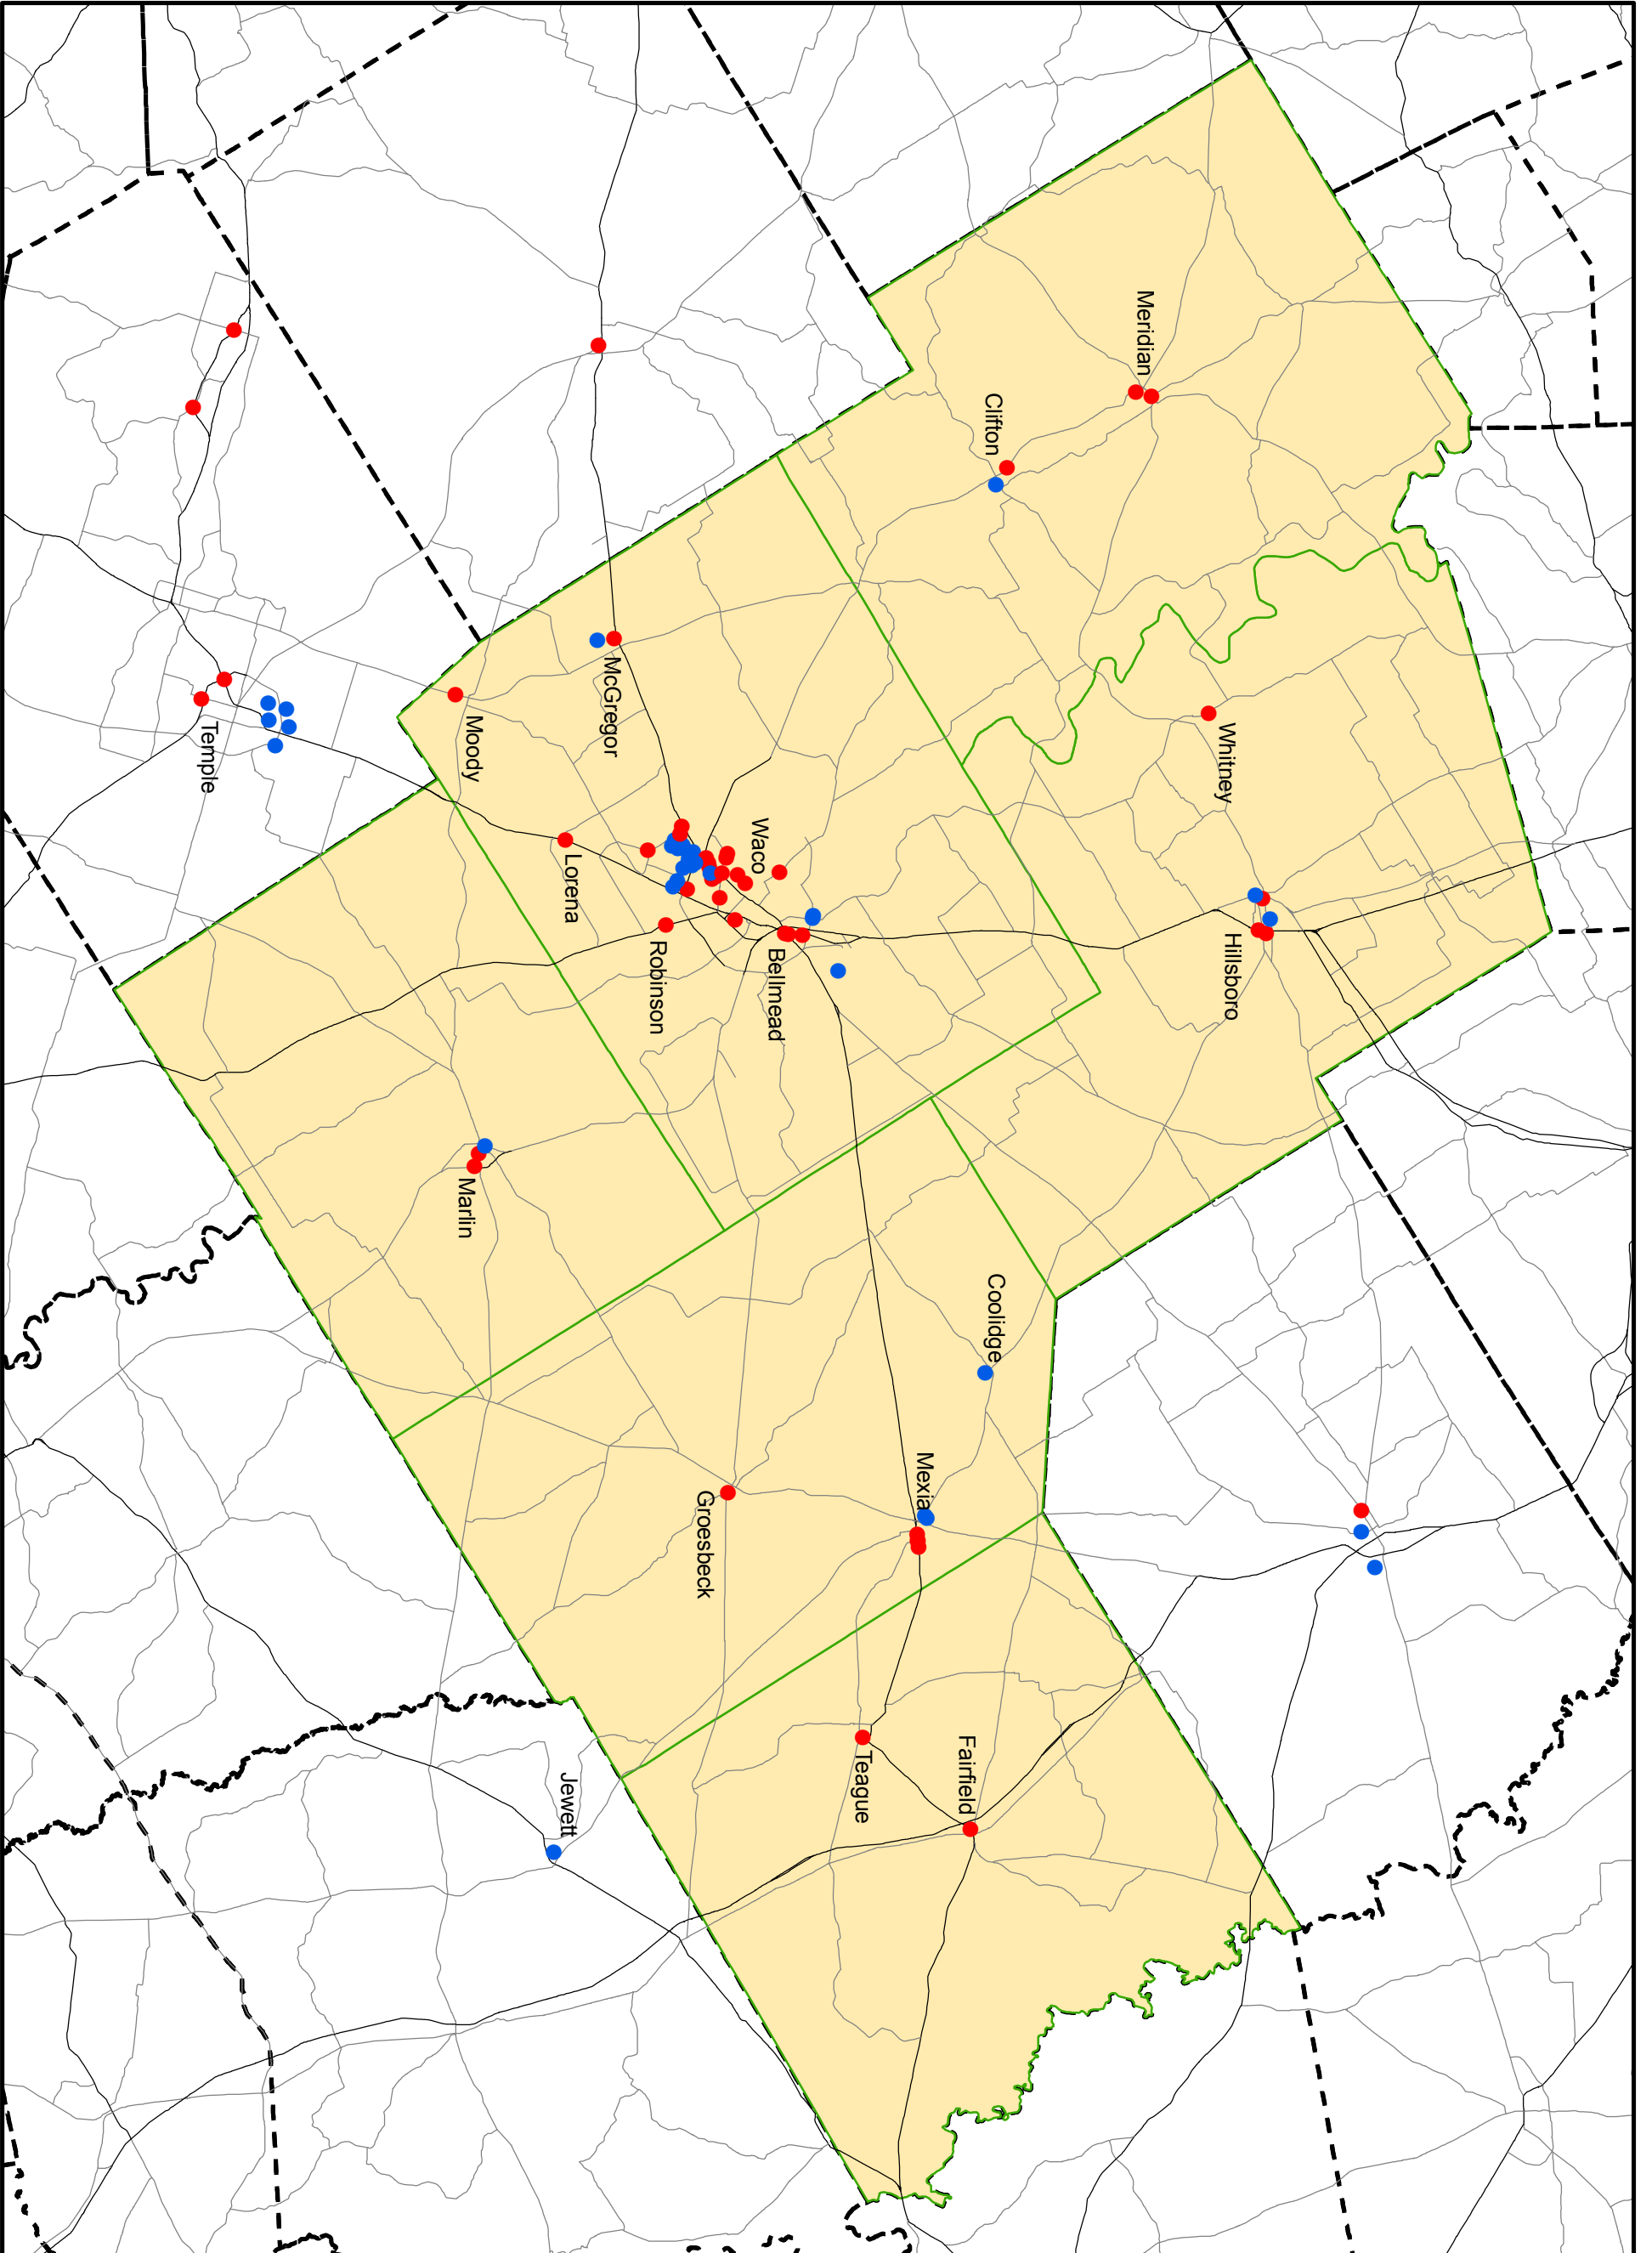 Meridian
Clifton
Whitney
Hillsboro
McGregor
Moody
Waco
Lorena
Temple
Robinson
Bellmead
Marlin
Coolidge
Mexia
Groesbeck
Teague
Fairfield
Jewett